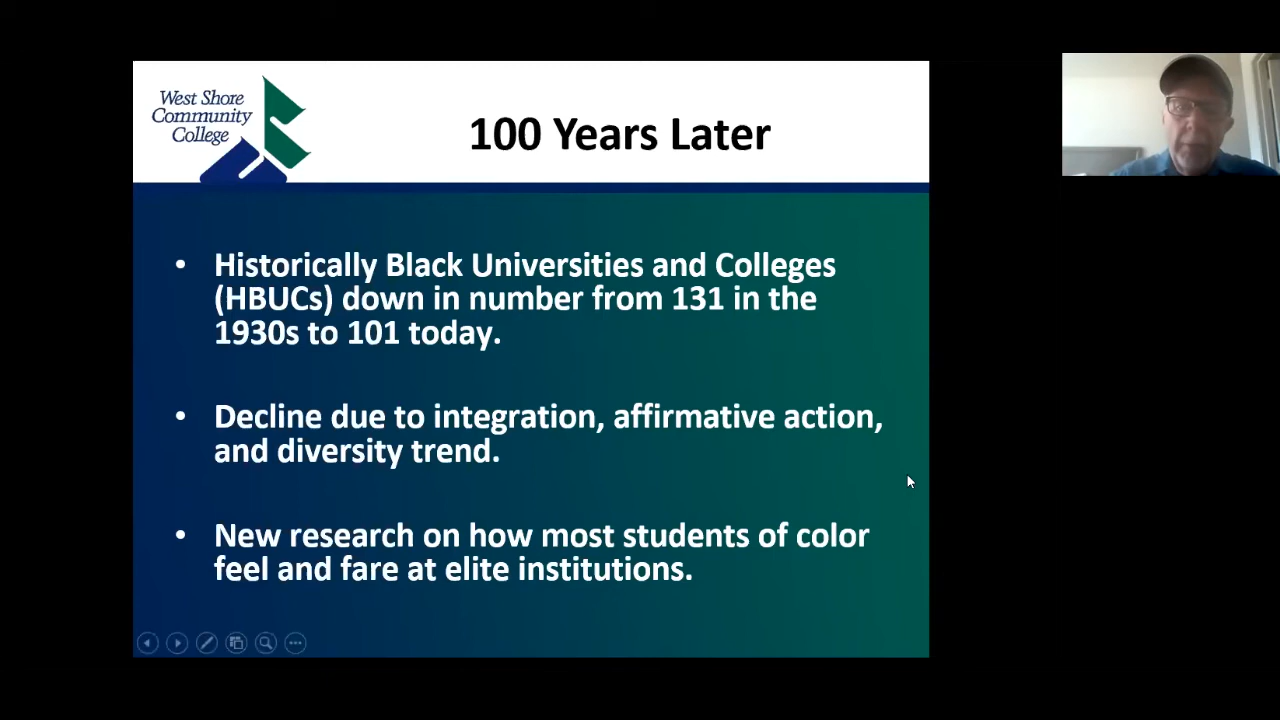 West Shore
Community
College
100 Years Later
• Historically Black Universities and Colleges
(HBUCs) down in number from 131 in the
1930s to 101 today.
• Decline due to integration, affirmative action,
and diversity trend.
• New research on how most students of color
feel and fare at elite institutions.